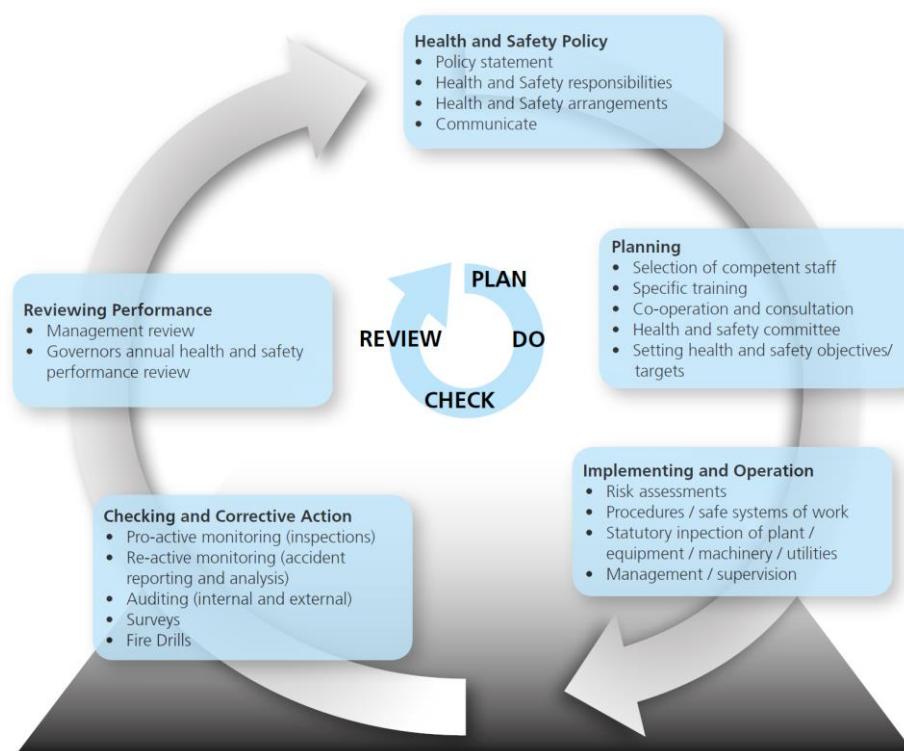 Health and Safety Policy
• Policy statement
• Health and Safety responsibilities
• Health and Safety arrangements
• Communicate
Planning
• Selection of competent staff
• Specific training
• Co-operation and consultation
• Health and safety committee
• Setting health and safety objectives/
targets
PLAN
DO
CHECK
REVIEW
Implementing and Operation
• Risk assessments
• Procedures / safe systems of work
• Statutory inpection of plant /
equipment / machinery / utilities
• Management / supervision
Checking and Corrective Action
• Pro-active monitoring (inspections)
• Re-active monitoring (accident
reporting and analysis)
• Auditing (internal and external)
• Surveys
• Fire Drills
Reviewing Performance
• Management review
• Governors annual health and safety
performance review